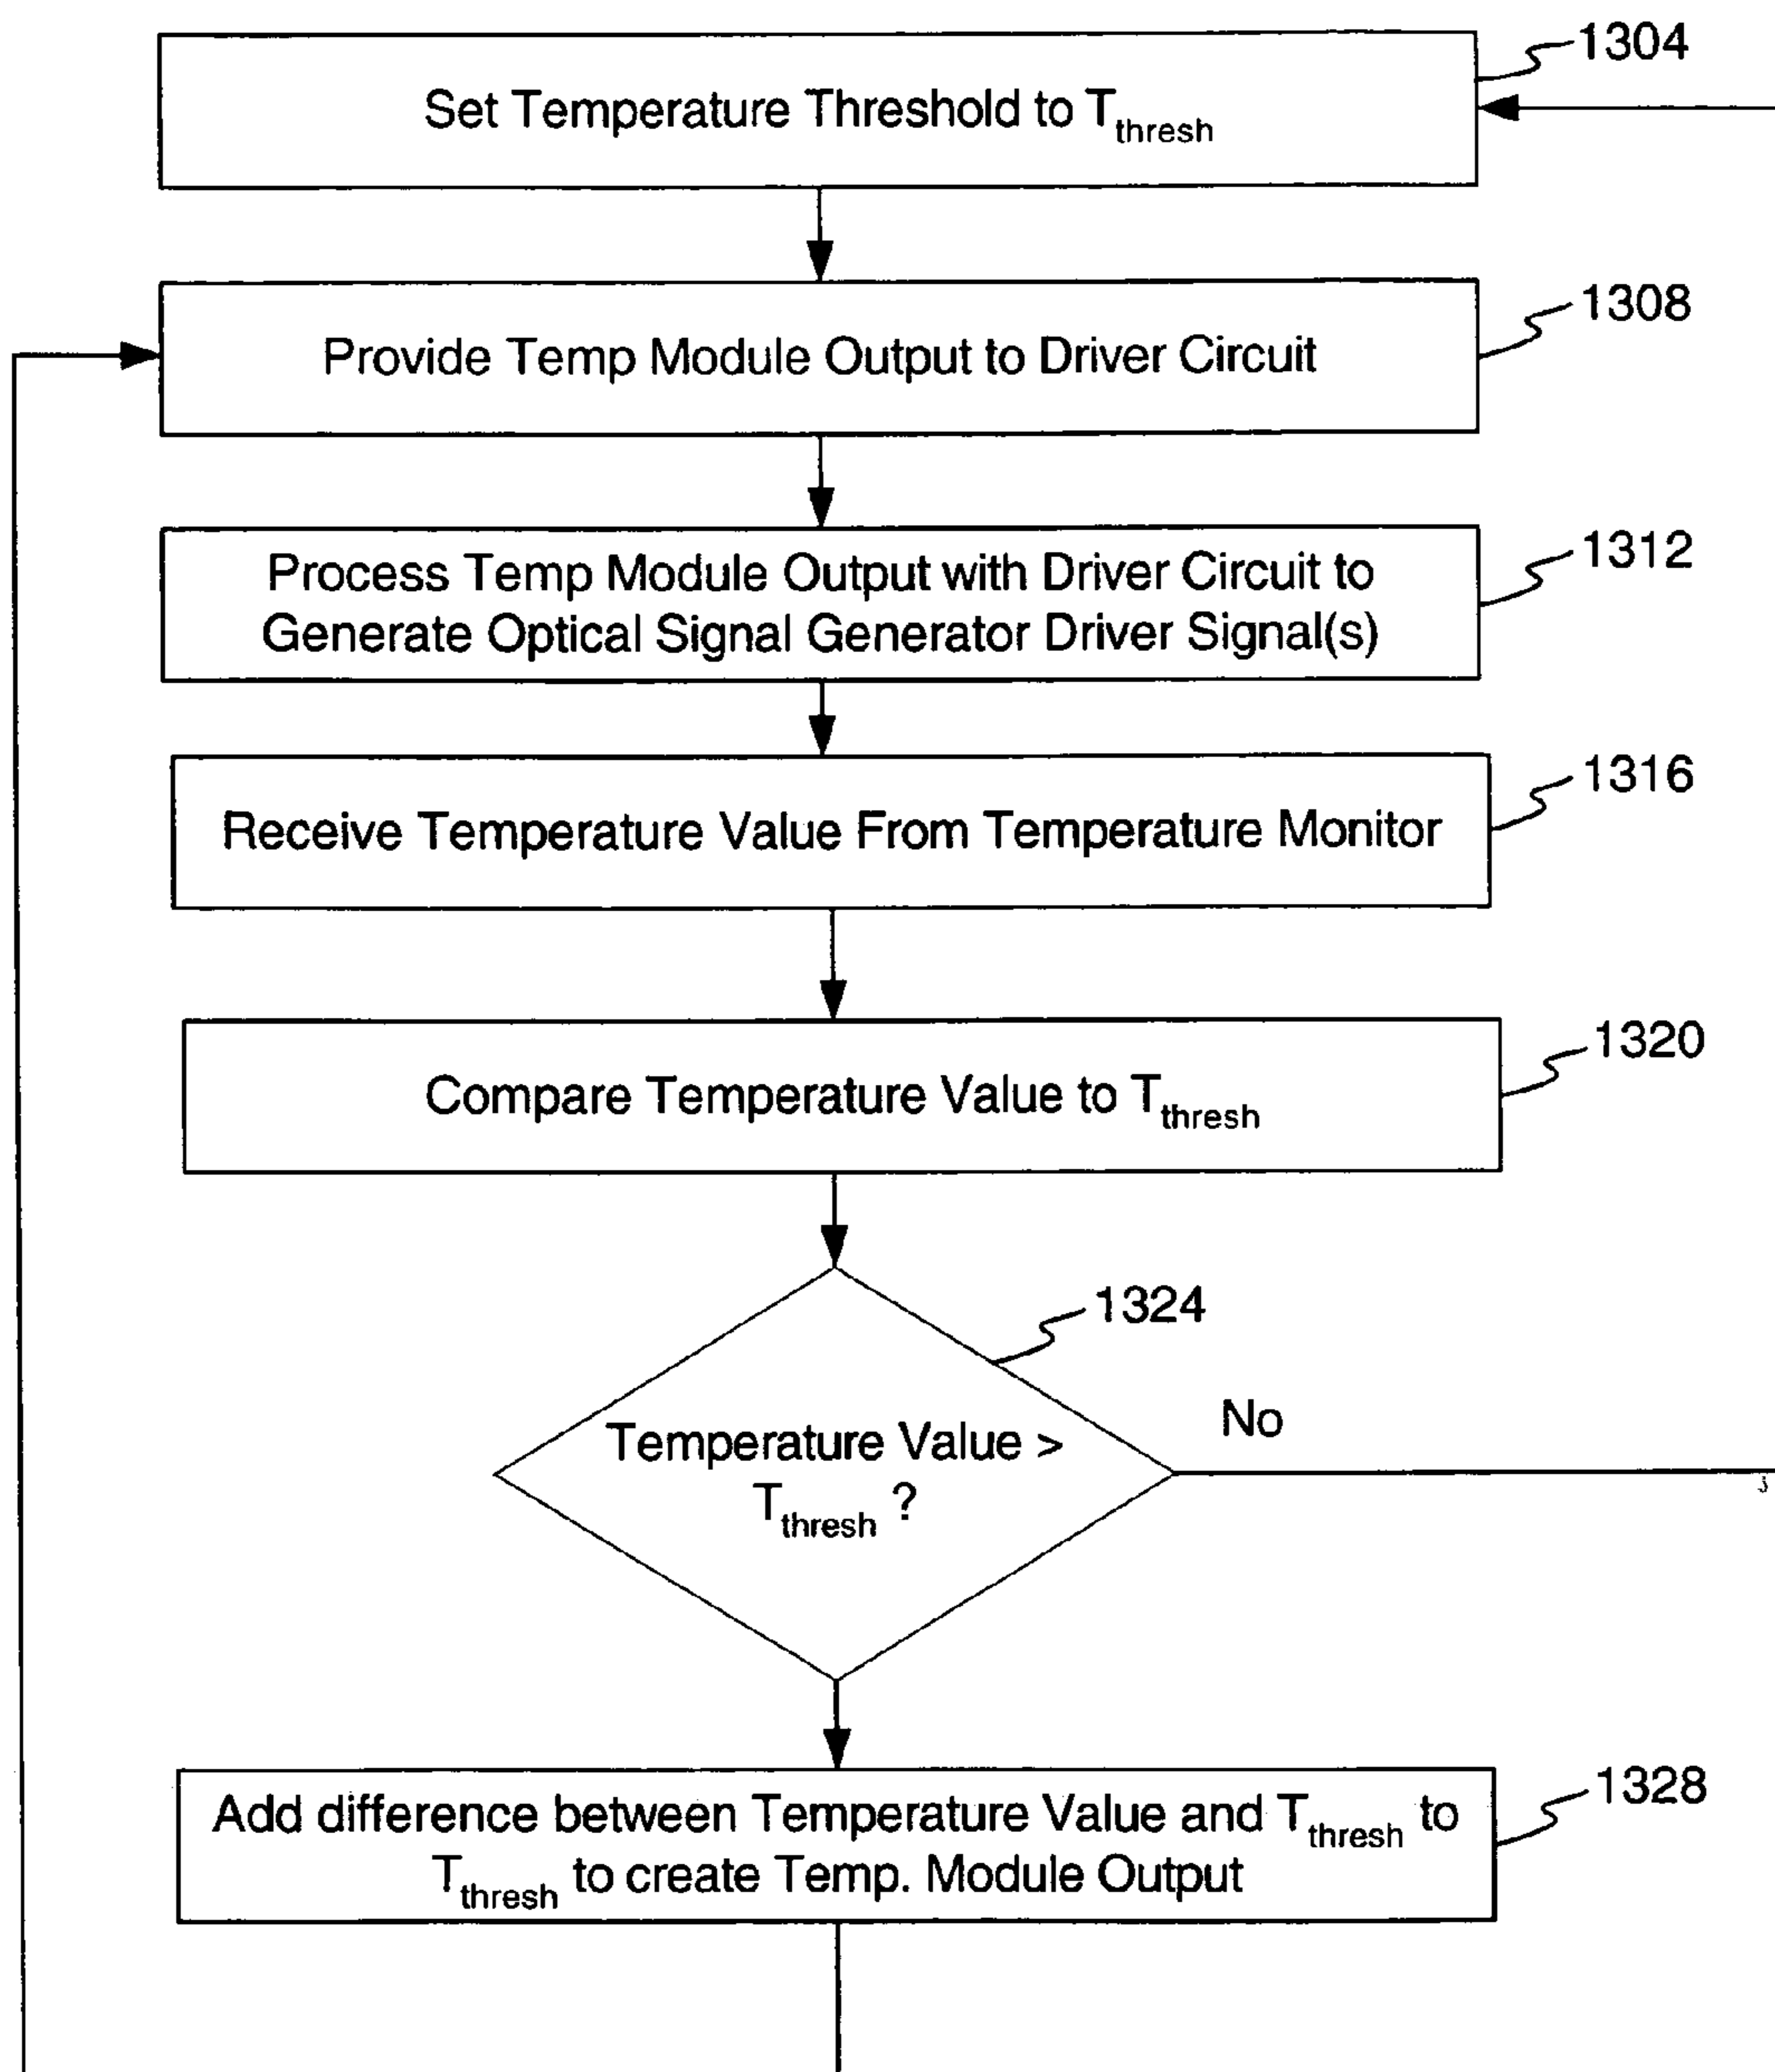 1304
Set Temperature Threshold to Tthresh
1308
Provide Temp Module Output to Driver Circuit
1312
Process Temp Module Output with Driver Circuit to
Generate Optical Signal Generator Driver Signal(s)
1316
Receive Temperature Value From Temperature Monitor
1320
Compare Temperature Value to Tthresh
1324
Temperature Value >
Tthresh ?
No
1328
Add difference between Temperature Value and Tthresh to
Tthresh to create Temp. Module Output